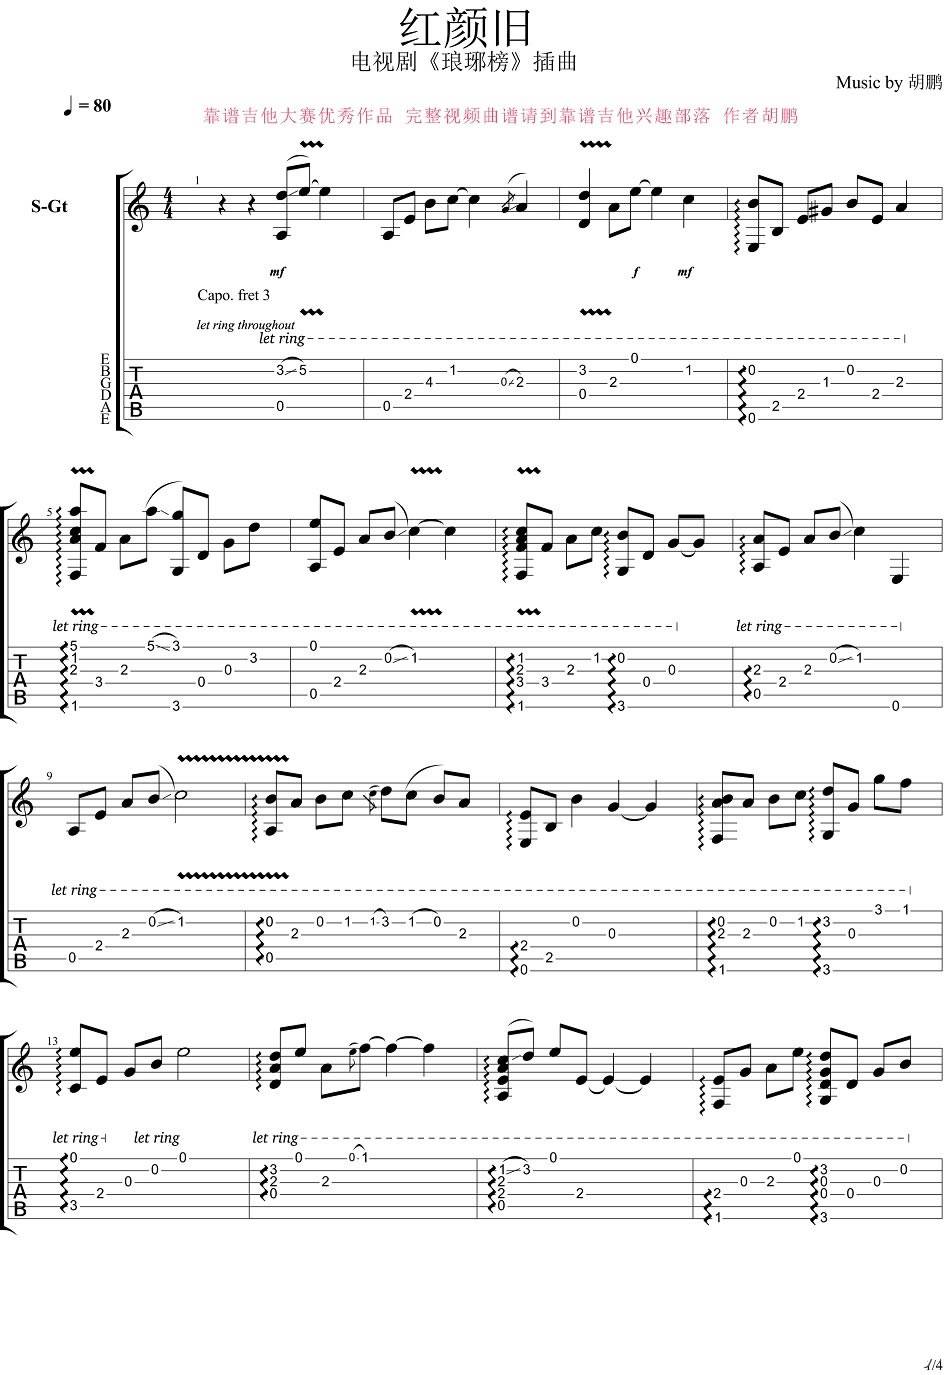 红颜旧
电视剧《琅琊榜》插曲
Music by 胡鹏
♩ = 80
靠谱吉他大赛优秀作品 完整视频曲谱请到靠谱吉他兴趣部落 作者胡鹏
1
S-Gt
4
4
mf f mf
Capo. fret 3
let ring throughout
let ring
E
B
G
D
A
E
T
A
B
3 5 0 0 2 4 1 0 2 3 0 2 0 1 0 0 2 2 1 0 2 2
5
let ring let ring
T
A
B
5 1 2 1 3 2 5 3 3 0 0 3 0 0 2 2 0 1 1 2 3 1 3 2 1 0 3 0 0 2 0 2 2 0 1 0
9
let ring
T
A
B
0 2 2 0 1 0 0 2 0 1 1 3 1 0 2 2 0 2 0 0 0 2 1 2 0 1 3 3 0 3 1
13
let ring let ring let ring
T
A
B
0 3 2 0 0 0 3 2 0 0 2 0 1 1 2 2 0 3 0 2 2 1 0 2 0 3 0 0 3 0 0 0
1/4